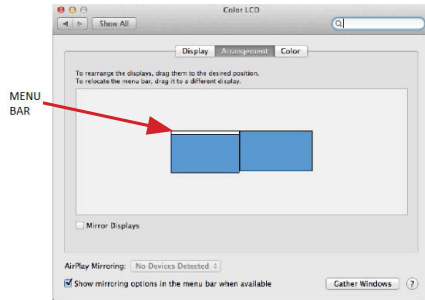 Color LCD
Show All
Display Arrangement Color
To rearrange the displays, drag them to the desired position.
To relocate the menu bar, drag it to a different display.
MENU
BAR
Mirror Displays
AirPlay Mirroring: No Devices Detected
Show mirroring options in the menu bar when available
Gather Windows ?